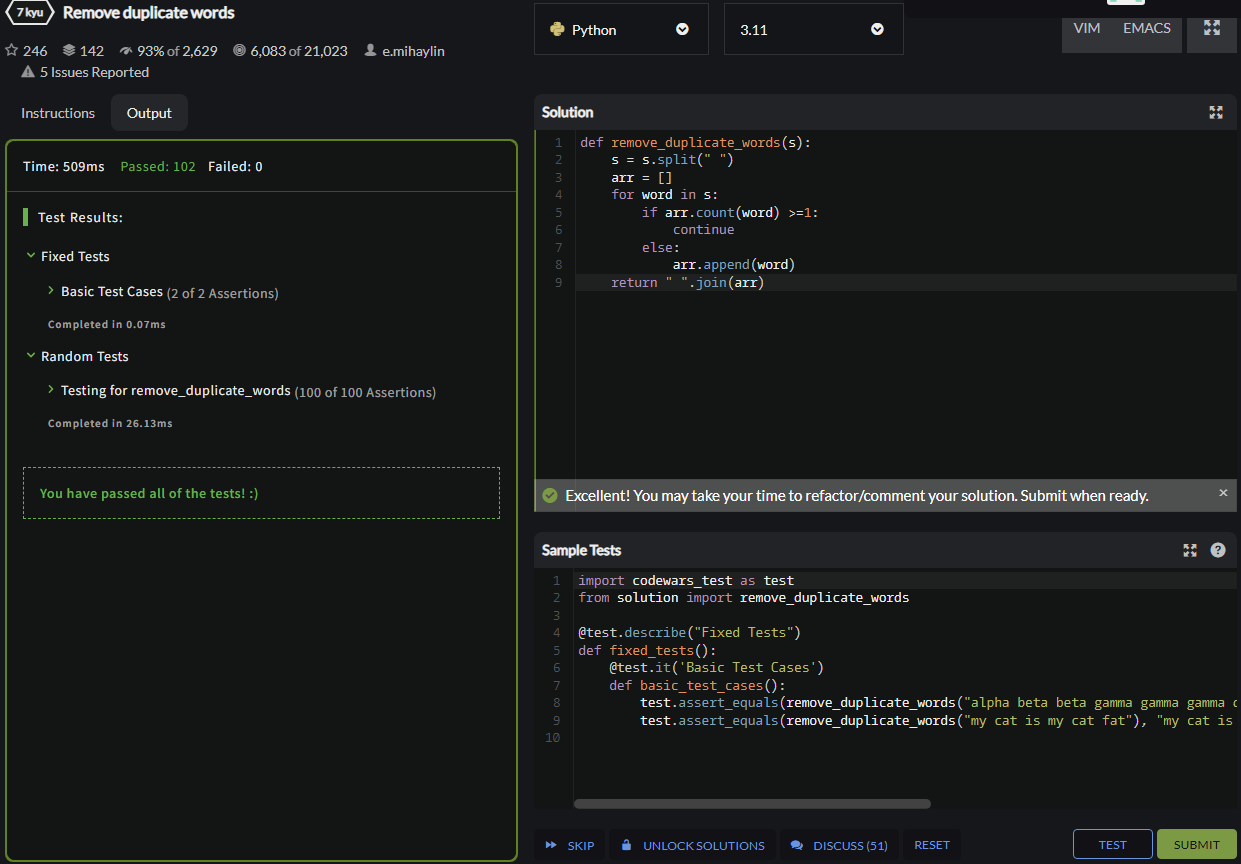 7 kyu Remove duplicate words
246 142 93% of 2,629 6,083 of 21,023 e.mihaylin
5 Issues Reported
Instructions Output
Time: 509ms Passed: 102 Failed: 0
Test Results:
Fixed Tests
Basic Test Cases (2 of 2 Assertions)
Completed in 0.07ms
Random Tests
Testing for remove_duplicate_words (100 of 100 Assertions)
Completed in 26.13ms
You have passed all of the tests! :)
Python 3.11 VIM EMACS
Solution
1 def remove_duplicate_words(s):
2 s = s.split(" ")
3 arr = []
4 for word in s:
5 if arr.count(word) >=1:
6 continue
7 else:
8 arr.append(word)
9 return " ".join(arr)
Excellent! You may take your time to refactor/comment your solution. Submit when ready. ×
Sample Tests ?
1 import codewars_test as test
2 from solution import remove_duplicate_words
3
4 @test.describe("Fixed Tests")
5 def fixed_tests():
6 @test.it('Basic Test Cases')
7 def basic_test_cases():
8 test.assert_equals(remove_duplicate_words("alpha beta beta gamma gamma gamma
9 test.assert_equals(remove_duplicate_words("my cat is my cat fat"), "my cat is
10
SKIP UNLOCK SOLUTIONS DISCUSS (51) RESET TEST SUBMIT